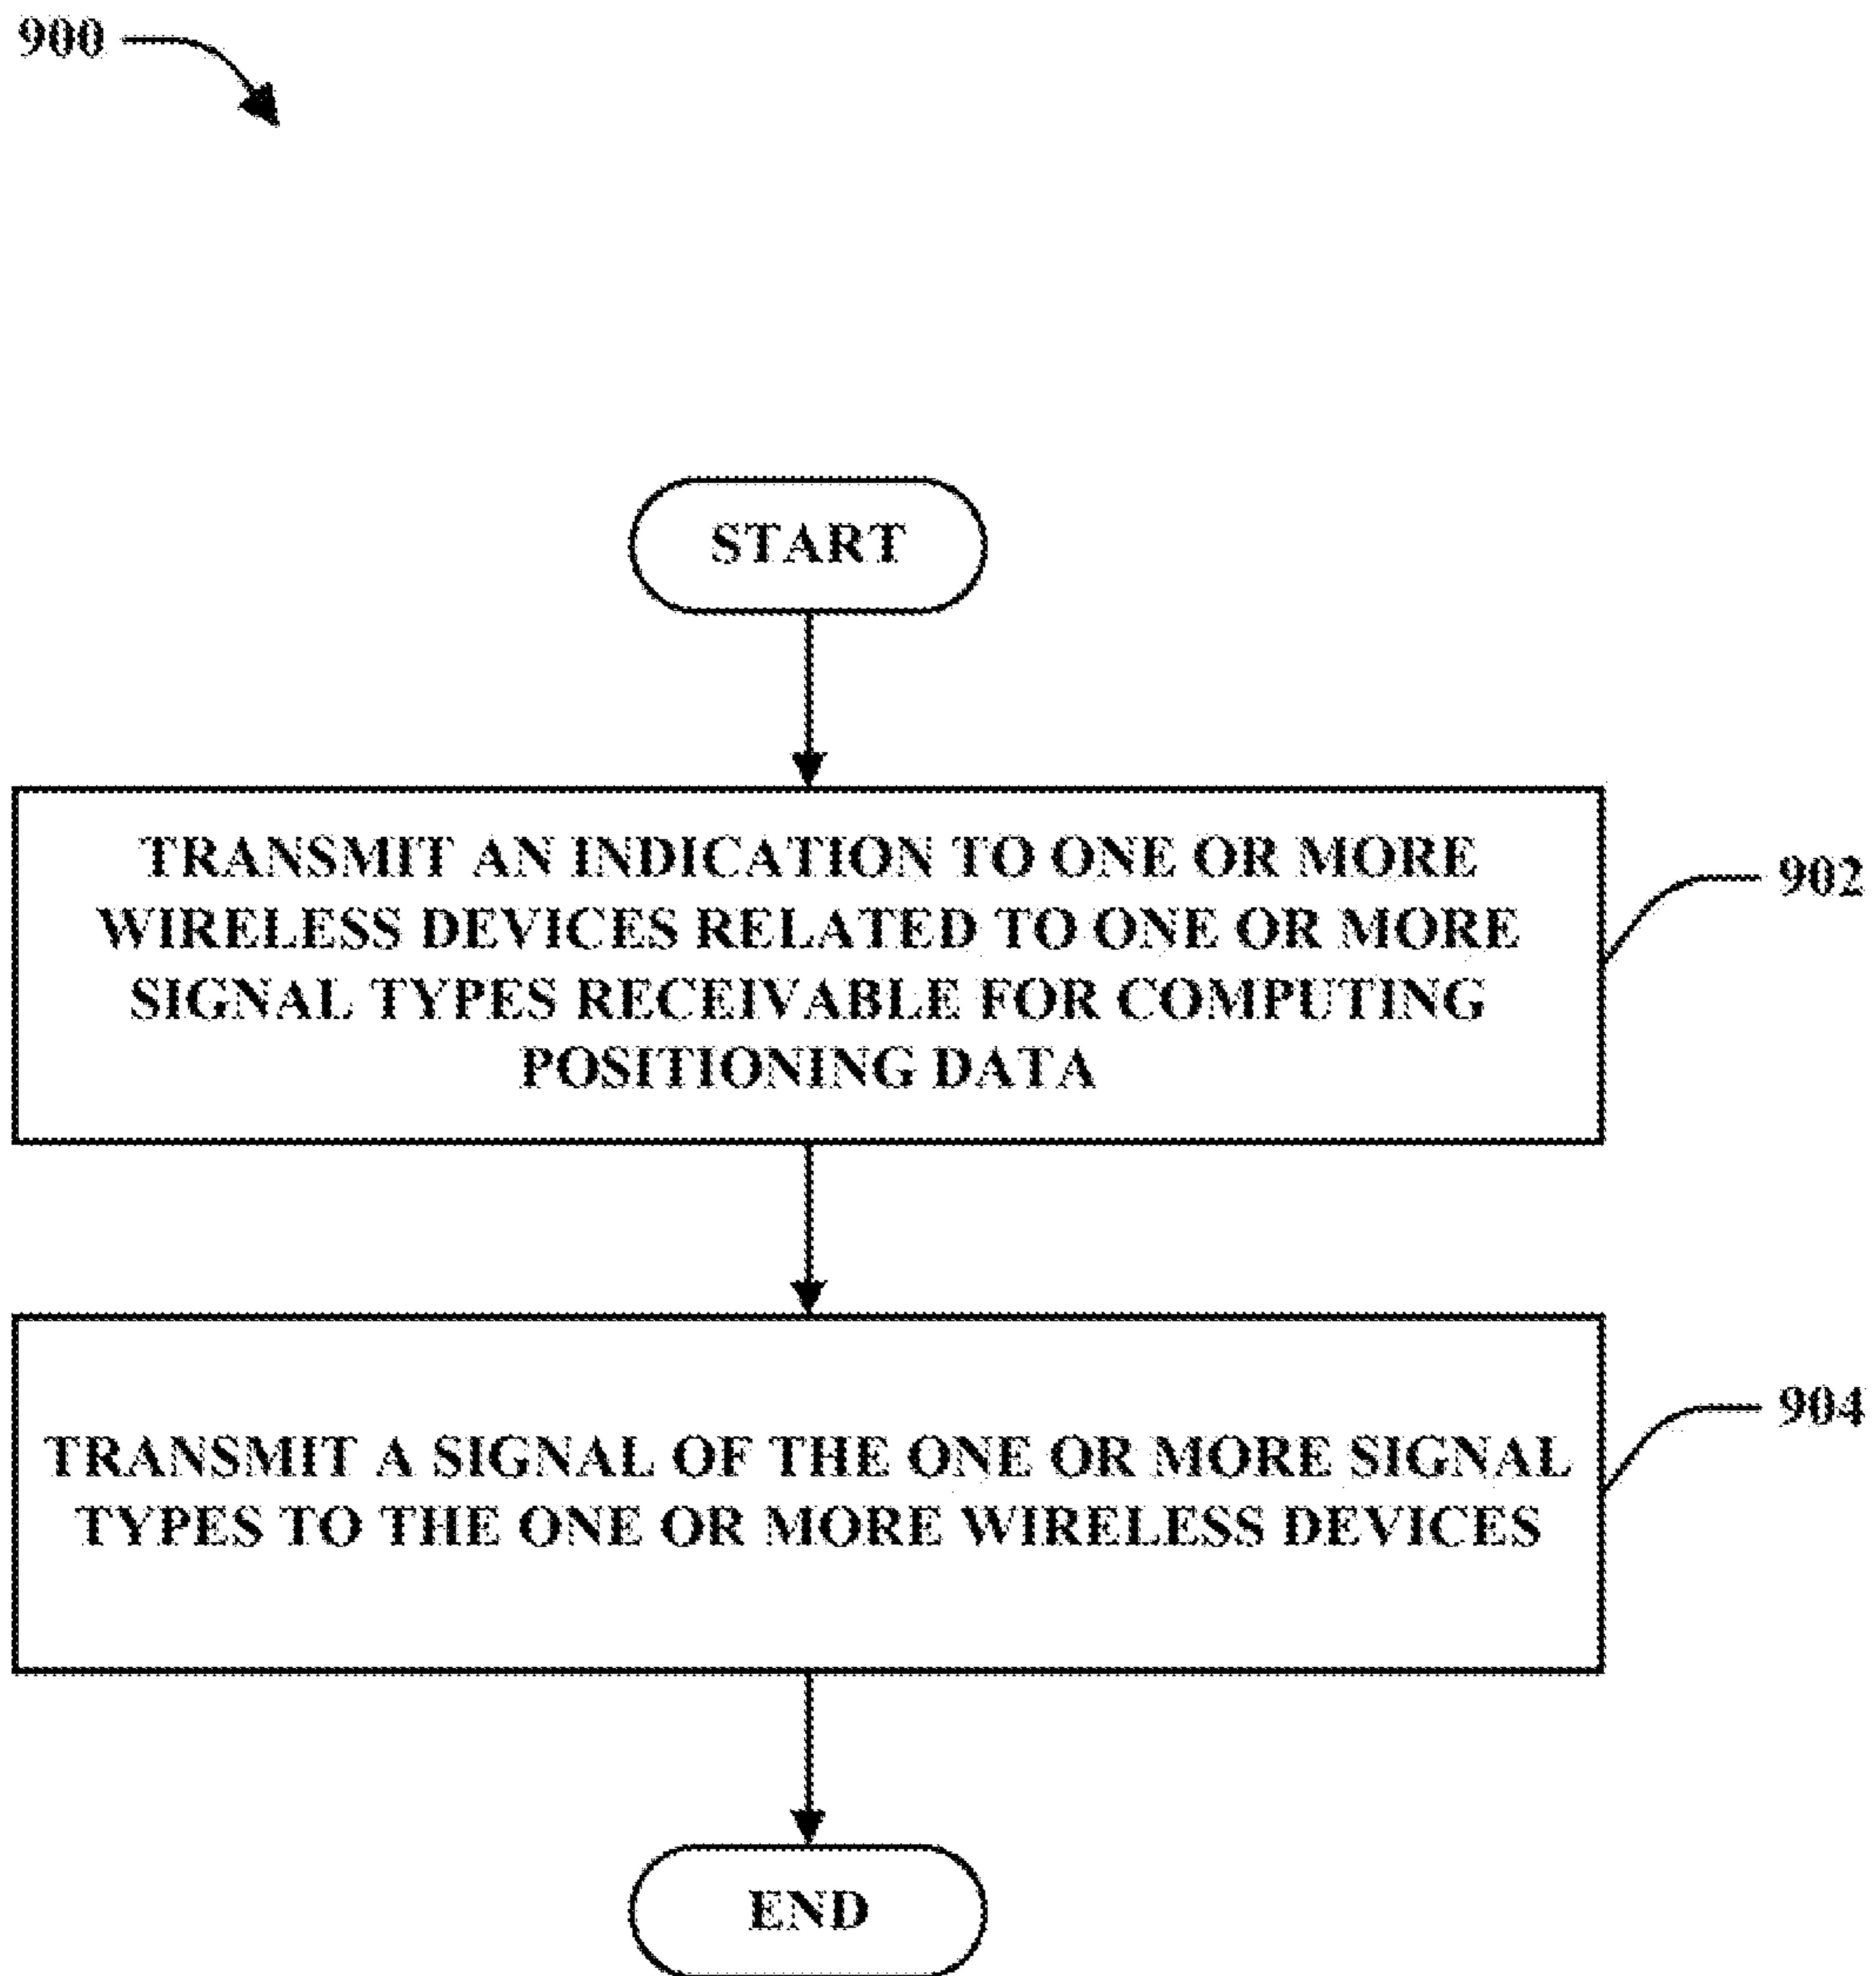 900
START
TRANSMIT AN INDICATION TO ONE OR MORE
WIRELESS DEVICES RELATED TO ONE OR MORE
SIGNAL TYPES RECEIVABLE FOR COMPUTING
POSITIONING DATA
902
TRANSMIT A SIGNAL OF THE ONE OR MORE SIGNAL
TYPES TO THE ONE OR MORE WIRELESS DEVICES
904
END